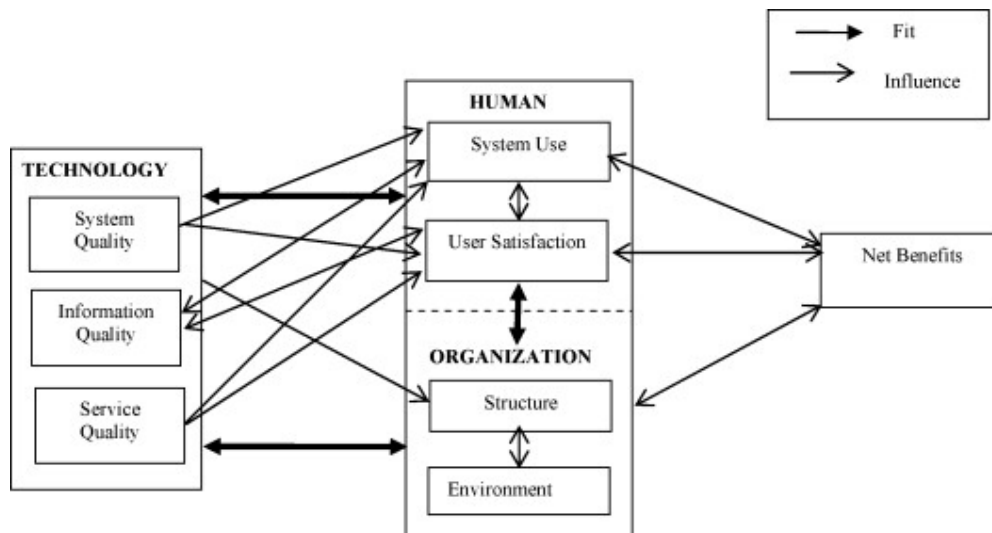 Fit
Influence
HUMAN
System Use
TECHNOLOGY
System
Quality
User Satisfaction
Net Benefits
Information
Quality
ORGANIZATION
Service
Quality
Structure
Environment